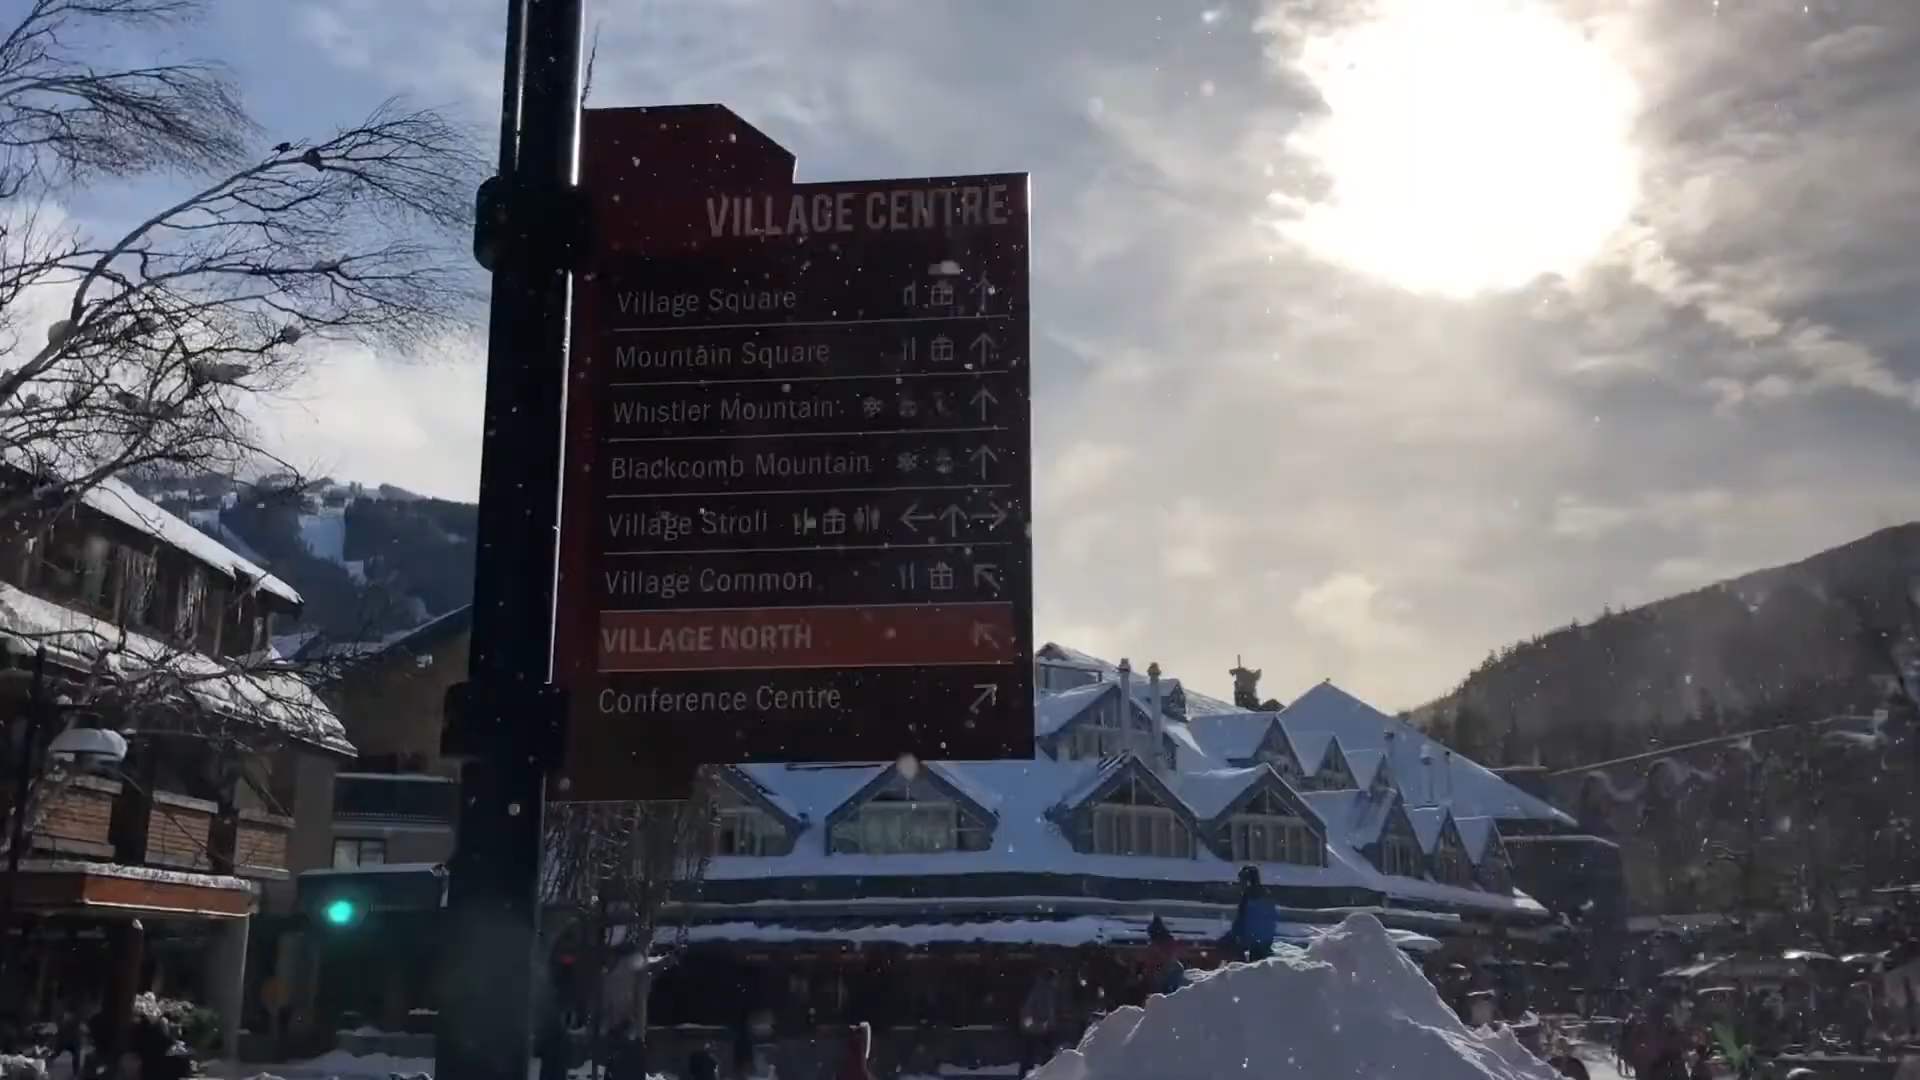 VILLAGE CENTRE
Village Square
Mountain Square
Whistler Mountain
Blackcomb Mountain
Village Stroll
Village Common
VILLAGE NORTH
Conference Centre